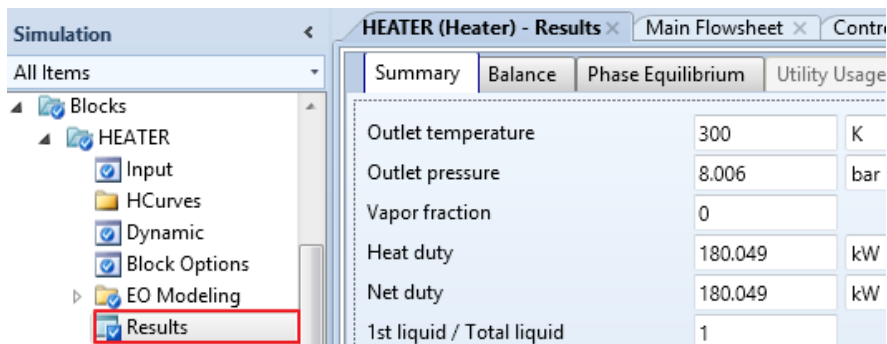 Simulation
All Items
Blocks
HEATER
Input
HCurves
Dynamic
Block Options
EO Modeling
Results
HEATER (Heater) - Results Main Flowsheet Contr
Summary Balance Phase Equilibrium Utility Usage
Outlet temperature 300 K
Outlet pressure 8.006 bar
Vapor fraction 0
Heat duty 180.049 kW
Net duty 180.049 kW
1st liquid / Total liquid 1